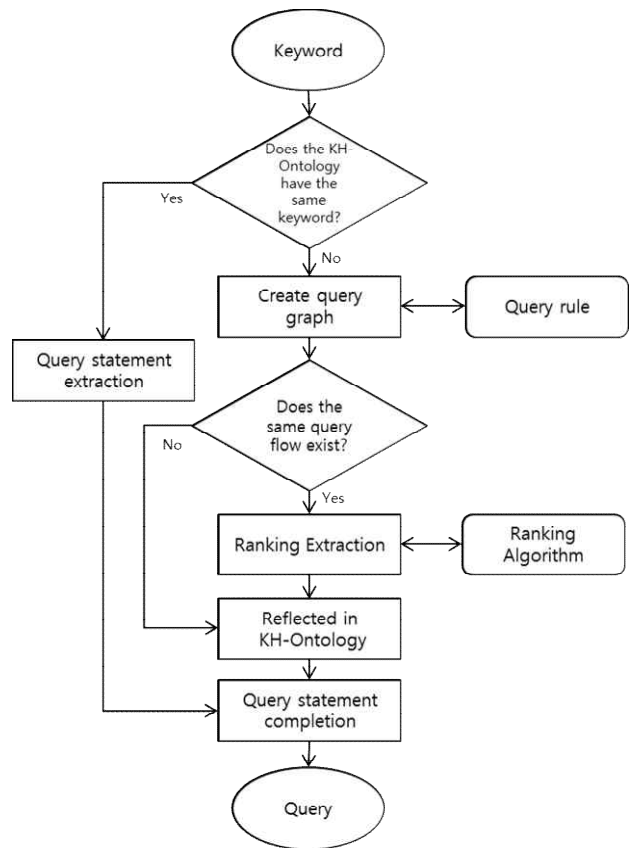 Keyword
Does the KH-
Ontology
have the
same
keyword?
Yes
No
Create query
graph
Query rule
Query statement
extraction
Does the
same query
flow exist?
No
Yes
Ranking Extraction
Ranking
Algorithm
Reflected in
KH-Ontology
Query statement
completion
Query